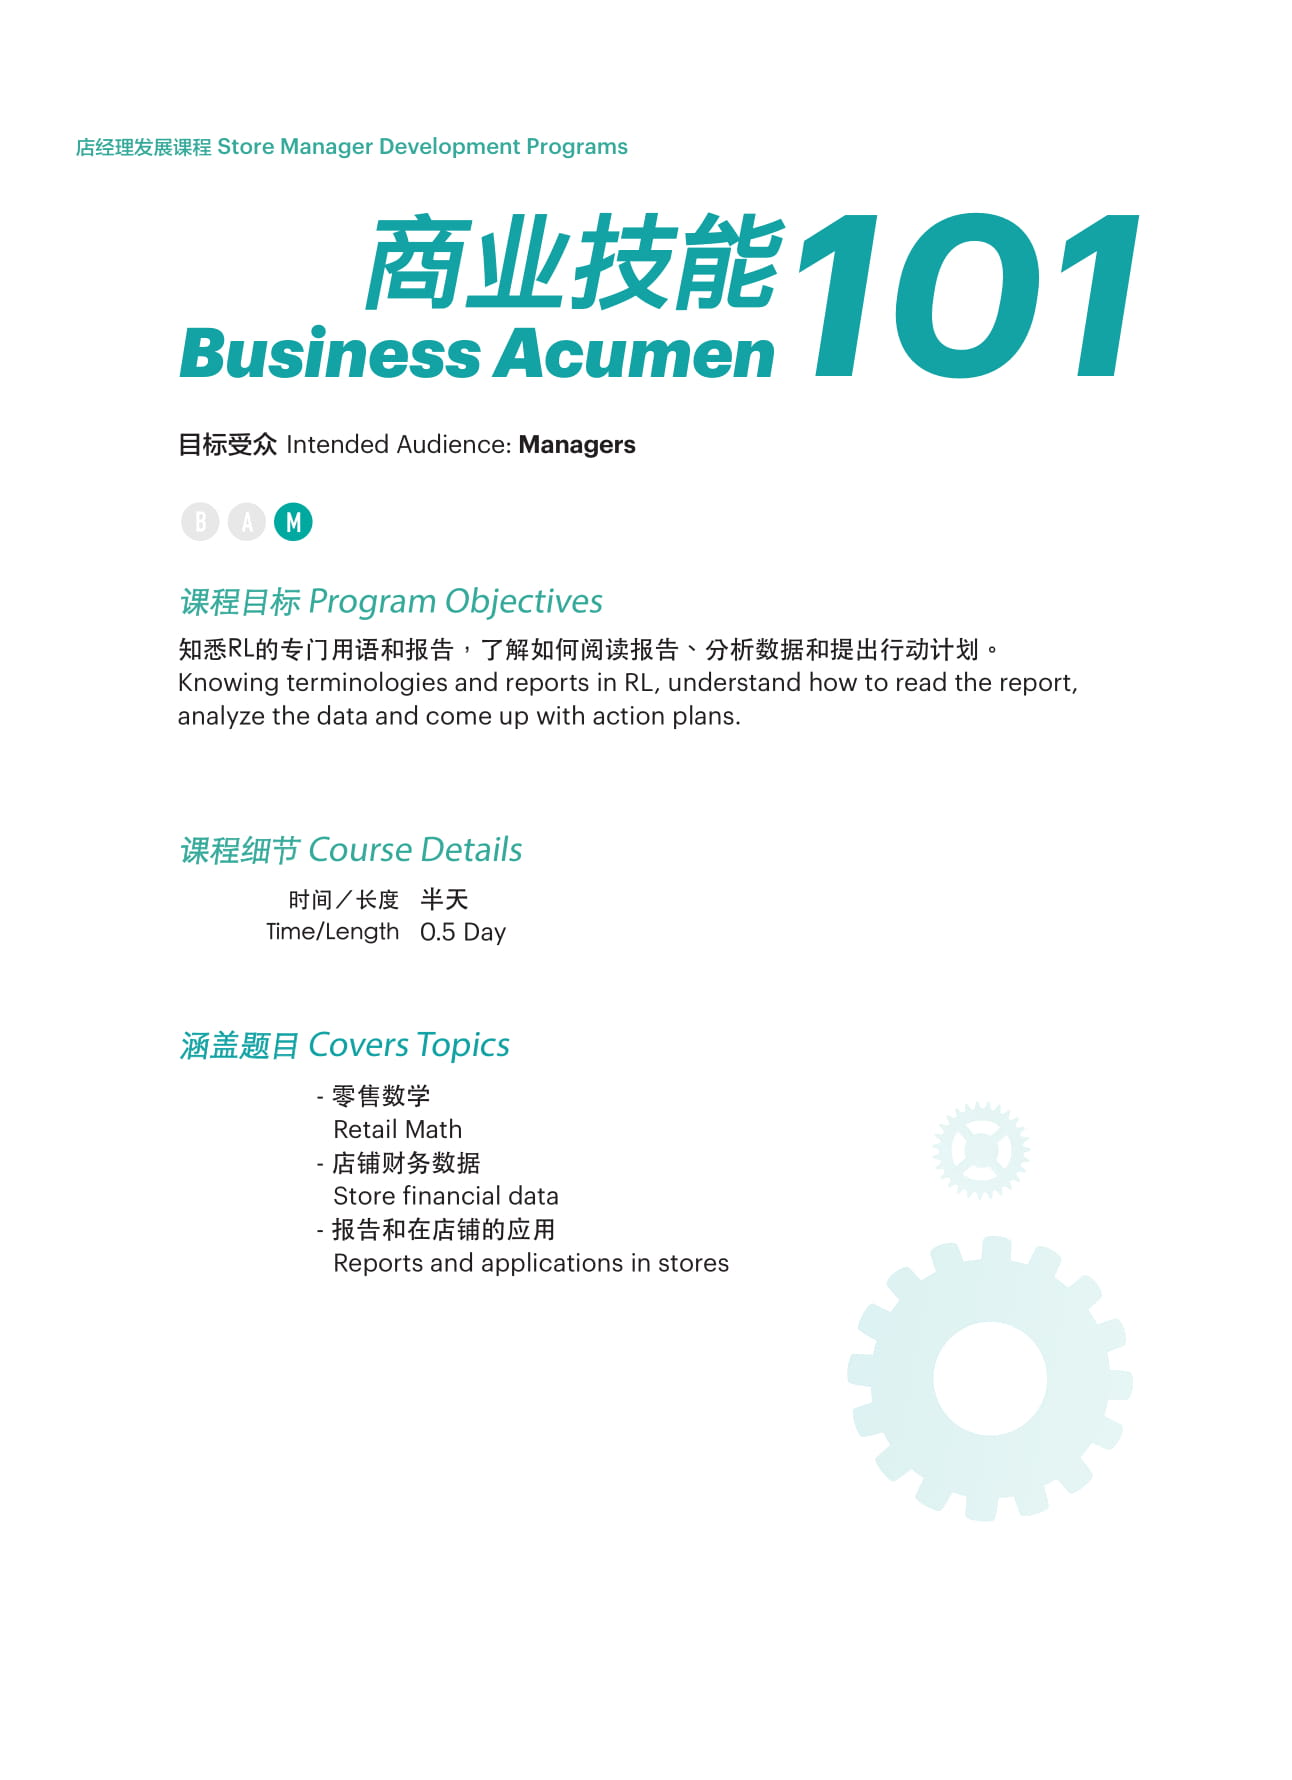 店经理发展课程 Store Manager Development Programs
商业技能 101
Business Acumen
目标受众 Intended Audience: Managers
B A M
课程目标 Program Objectives
知悉RL的专门用语和报告，了解如何阅读报告、分析数据和提出行动计划。
Knowing terminologies and reports in RL, understand how to read the report,
analyze the data and come up with action plans.
课程细节 Course Details
时间／长度 半天
Time/Length 0.5 Day
涵盖题目 Covers Topics
- 零售数学
Retail Math
- 店铺财务数据
Store financial data
- 报告和在店铺的应用
Reports and applications in stores